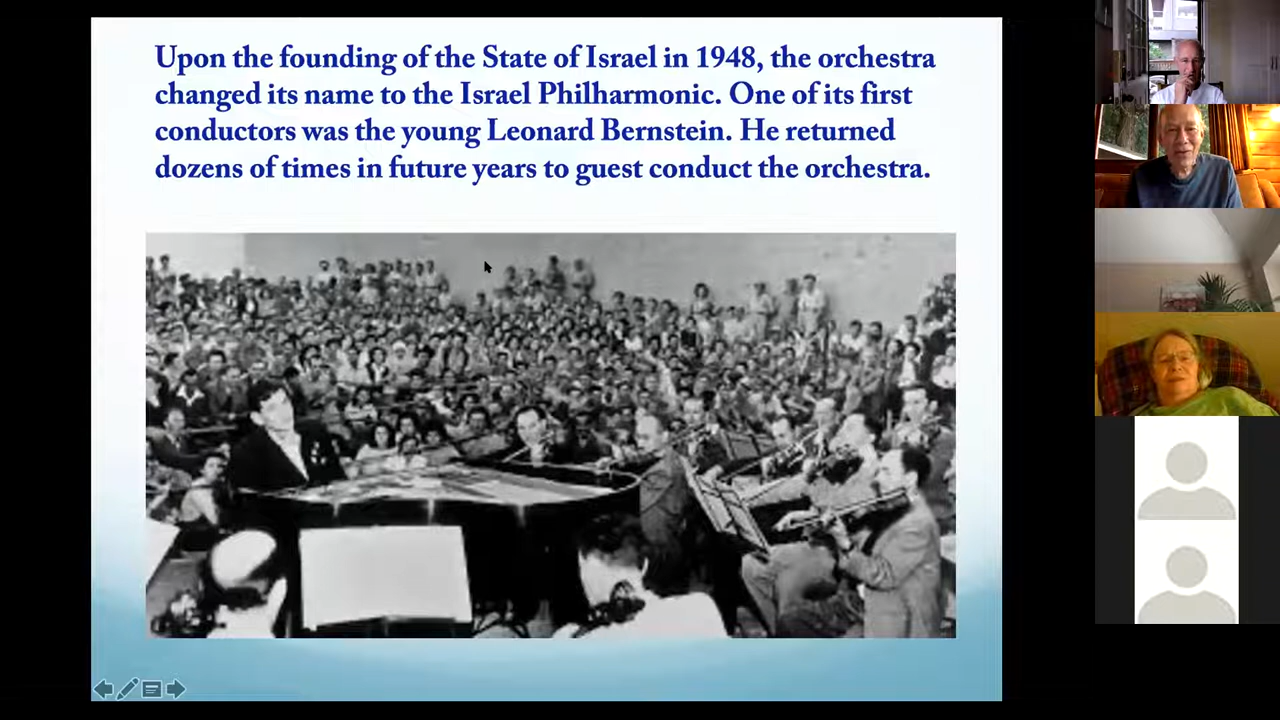 Upon the founding of the State of Israel in 1948, the orchestra
changed its name to the Israel Philharmonic. One of its first
conductors was the young Leonard Bernstein. He returned
dozens of times in future years to guest conduct the orchestra.